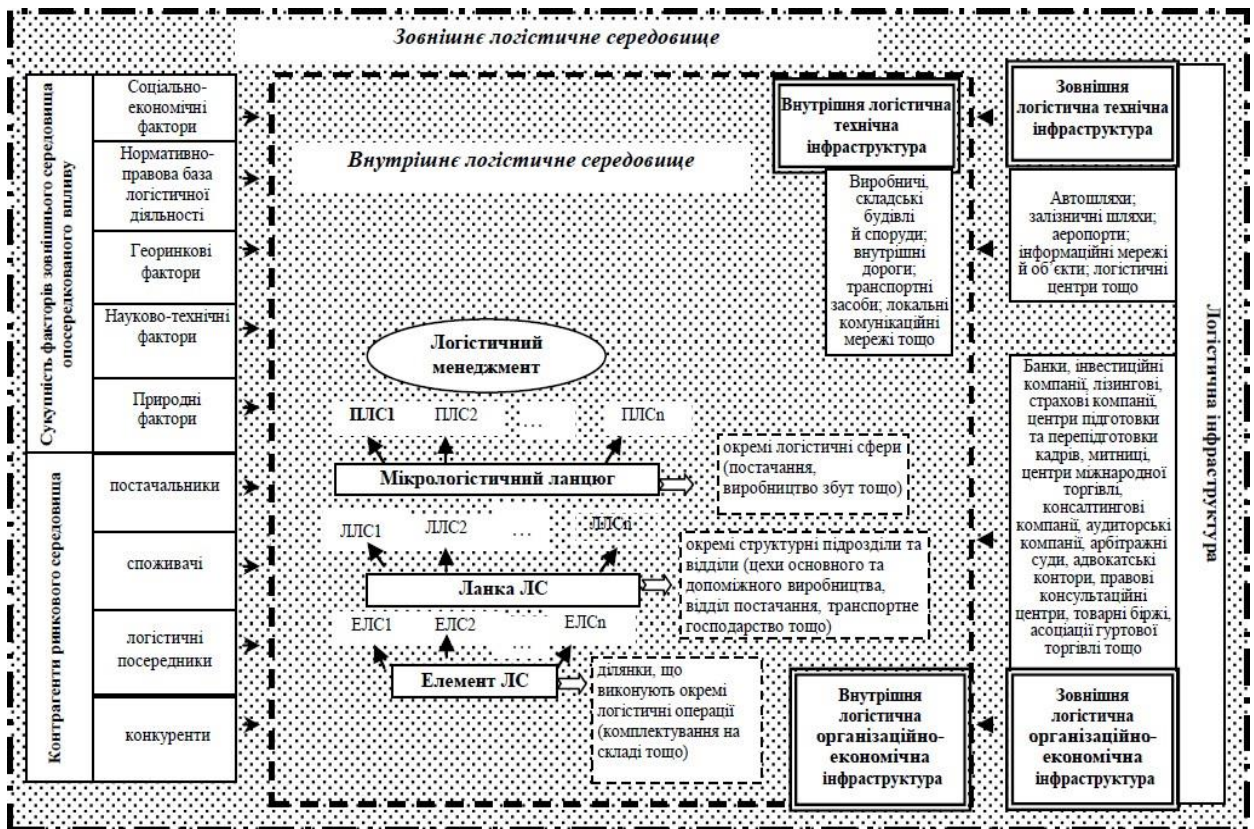 Зовнішнє логістичне середовище
Сукупність факторів зовнішнього середовища
опосередкованого впливу
Соціально-
економічні
фактори
Нормативно-
правова база
логістичної
діяльності
Георинкові
фактори
Науково-технічні
фактори
Природні
фактори
Контрагенти ринкового середовища
постачальники
споживачі
логістичні
посередники
конкуренти
Внутрішнє логістичне середовище
Логістичний
менеджмент
ПЛС1 ПЛС2 … ПЛСn
Мікрологістичний ланцюг
окремі логістичні сфери
(постачання,
виробництво збут тощо)
ЛЛС1 ЛЛС2 … ЛЛСn
Ланка ЛС
окремі структурні підрозділи та
відділи (цехи основного та
допоміжного виробництва,
відділ постачання, транспортне
господарство тощо)
ЕЛС1 ЕЛС2 … ЕЛСn
Елемент ЛС
ділянки, що
виконують окремі
логістичні операції
(комплектування на
складі тощо)
Внутрішня логістична
технічна
інфраструктура
Виробничі,
складські
будівлі
й споруди;
внутрішні
дороги;
транспортні
засоби; локальні
комунікаційні
мережі тощо
Внутрішня
логістична
організаційно-
економічна
інфраструктура
Зовнішня
логістична технічна
інфраструктура
Автошляхи;
залізничні шляхи;
аеропорти;
інформаційні мережі
й об’єкти; логістичні
центри тощо
Банки, інвестиційні
компанії, лізингові,
страхові компанії,
центри підготовки
та перепідготовки
кадрів, митниці,
центри міжнародної
торгівлі,
консалтингові
компанії, аудиторські
компанії, арбітражні
суди, адвокатські
контори, правові
консультаційні
центри, товарні біржі,
асоціації гуртової
торгівлі тощо
Зовнішня
логістична
організаційно-
економічна
інфраструктура
Логістична інфраструктура